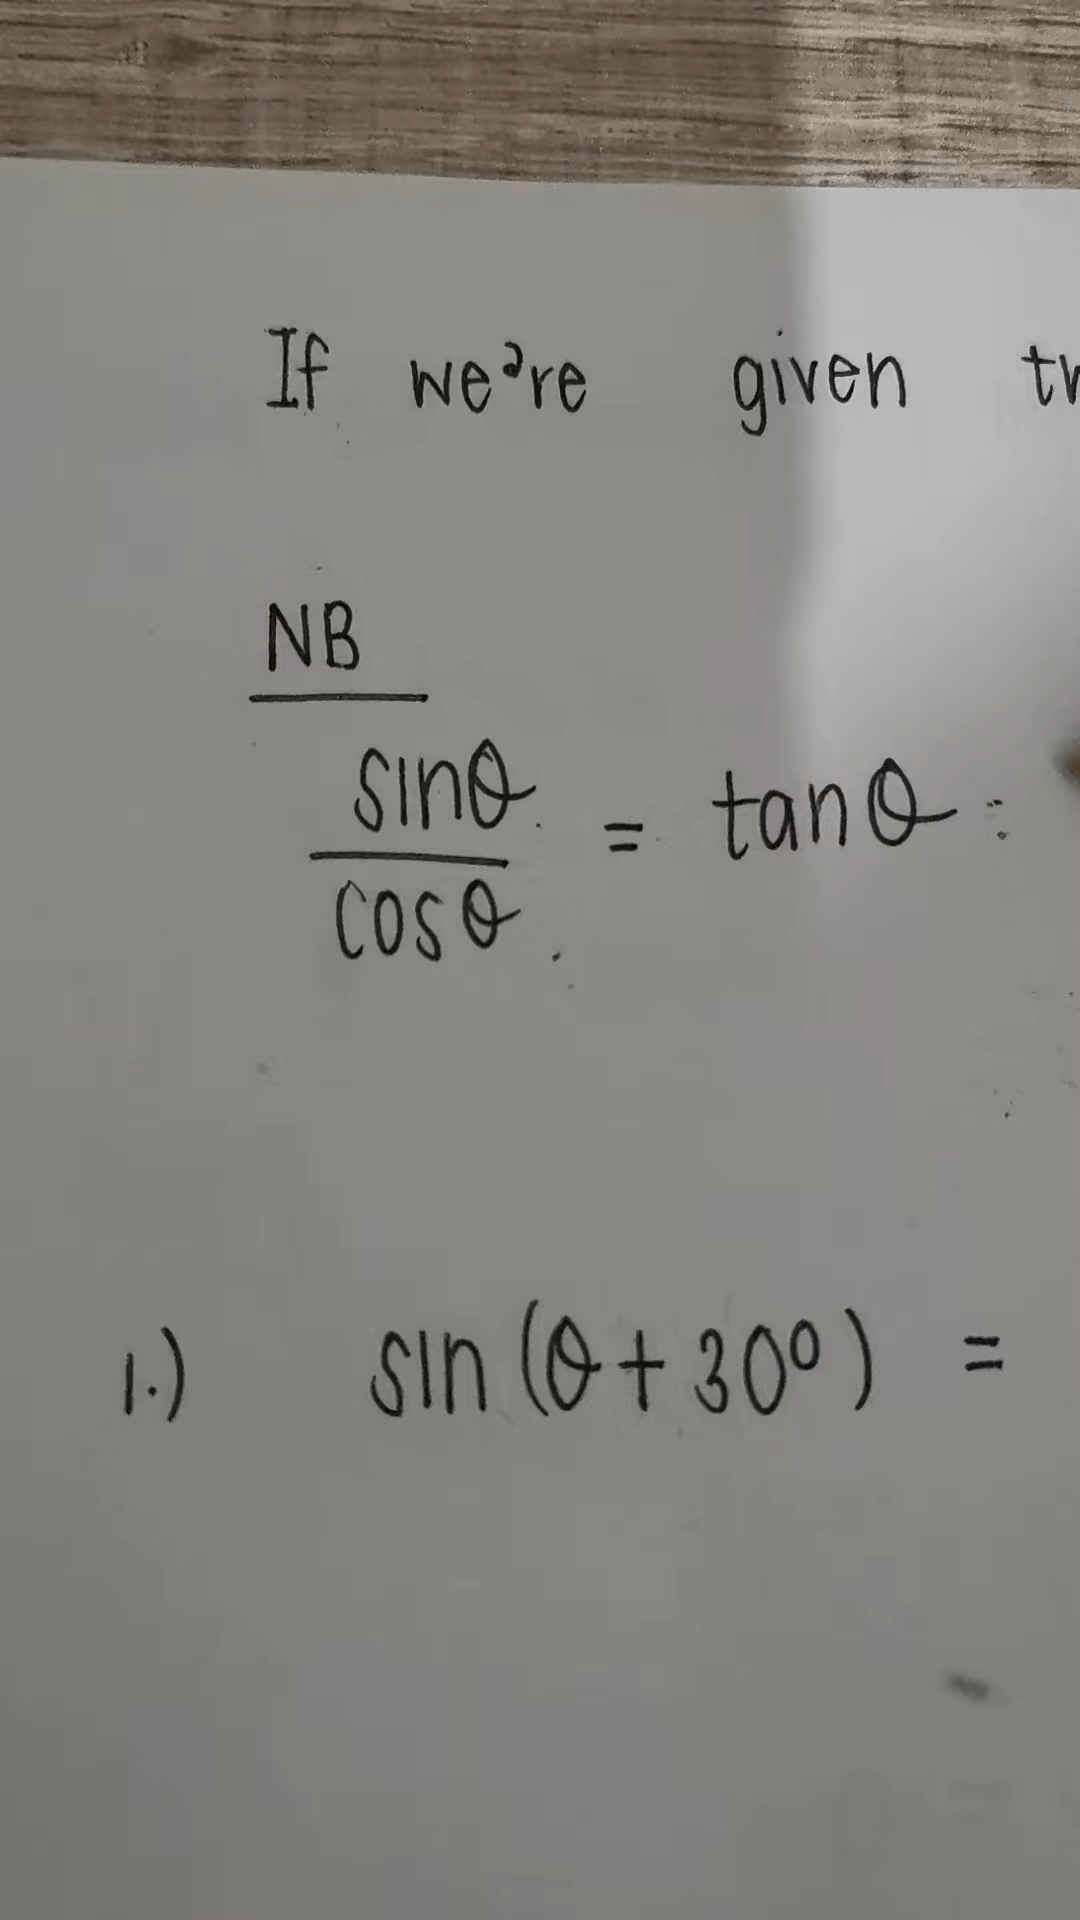 If we're given
NB
sinθ
cosθ
= tanθ
1.) sin(θ+30°) =